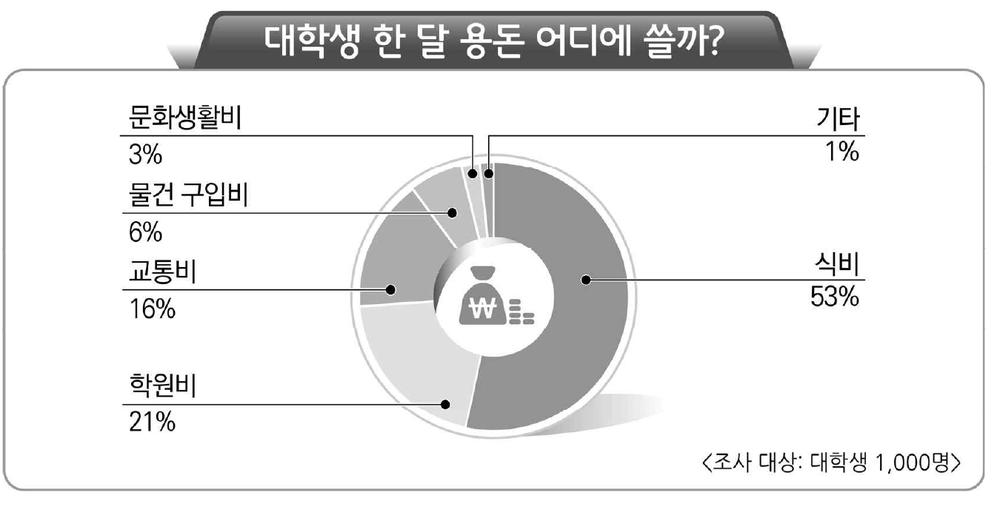 대학생 한 달 용돈 어디에 쓸까?
문화생활비
3%
물건 구입비
6%
교통비
16%
학원비
21%
기타
1%
식비
53%
₩
<조사 대상: 대학생 1,000명>